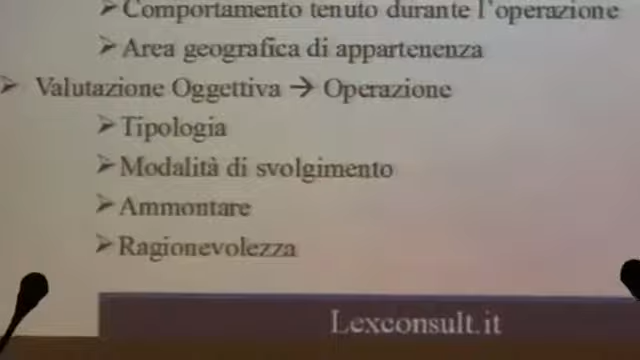 ➢ Comportamento tenuto durante l'operazione
➢ Area geografica di appartenenza
➢ Valutazione Oggettiva → Operazione
➢ Tipologia
➢ Modalità di svolgimento
➢ Ammontare
➢ Ragionevolezza
Lexconsult.it